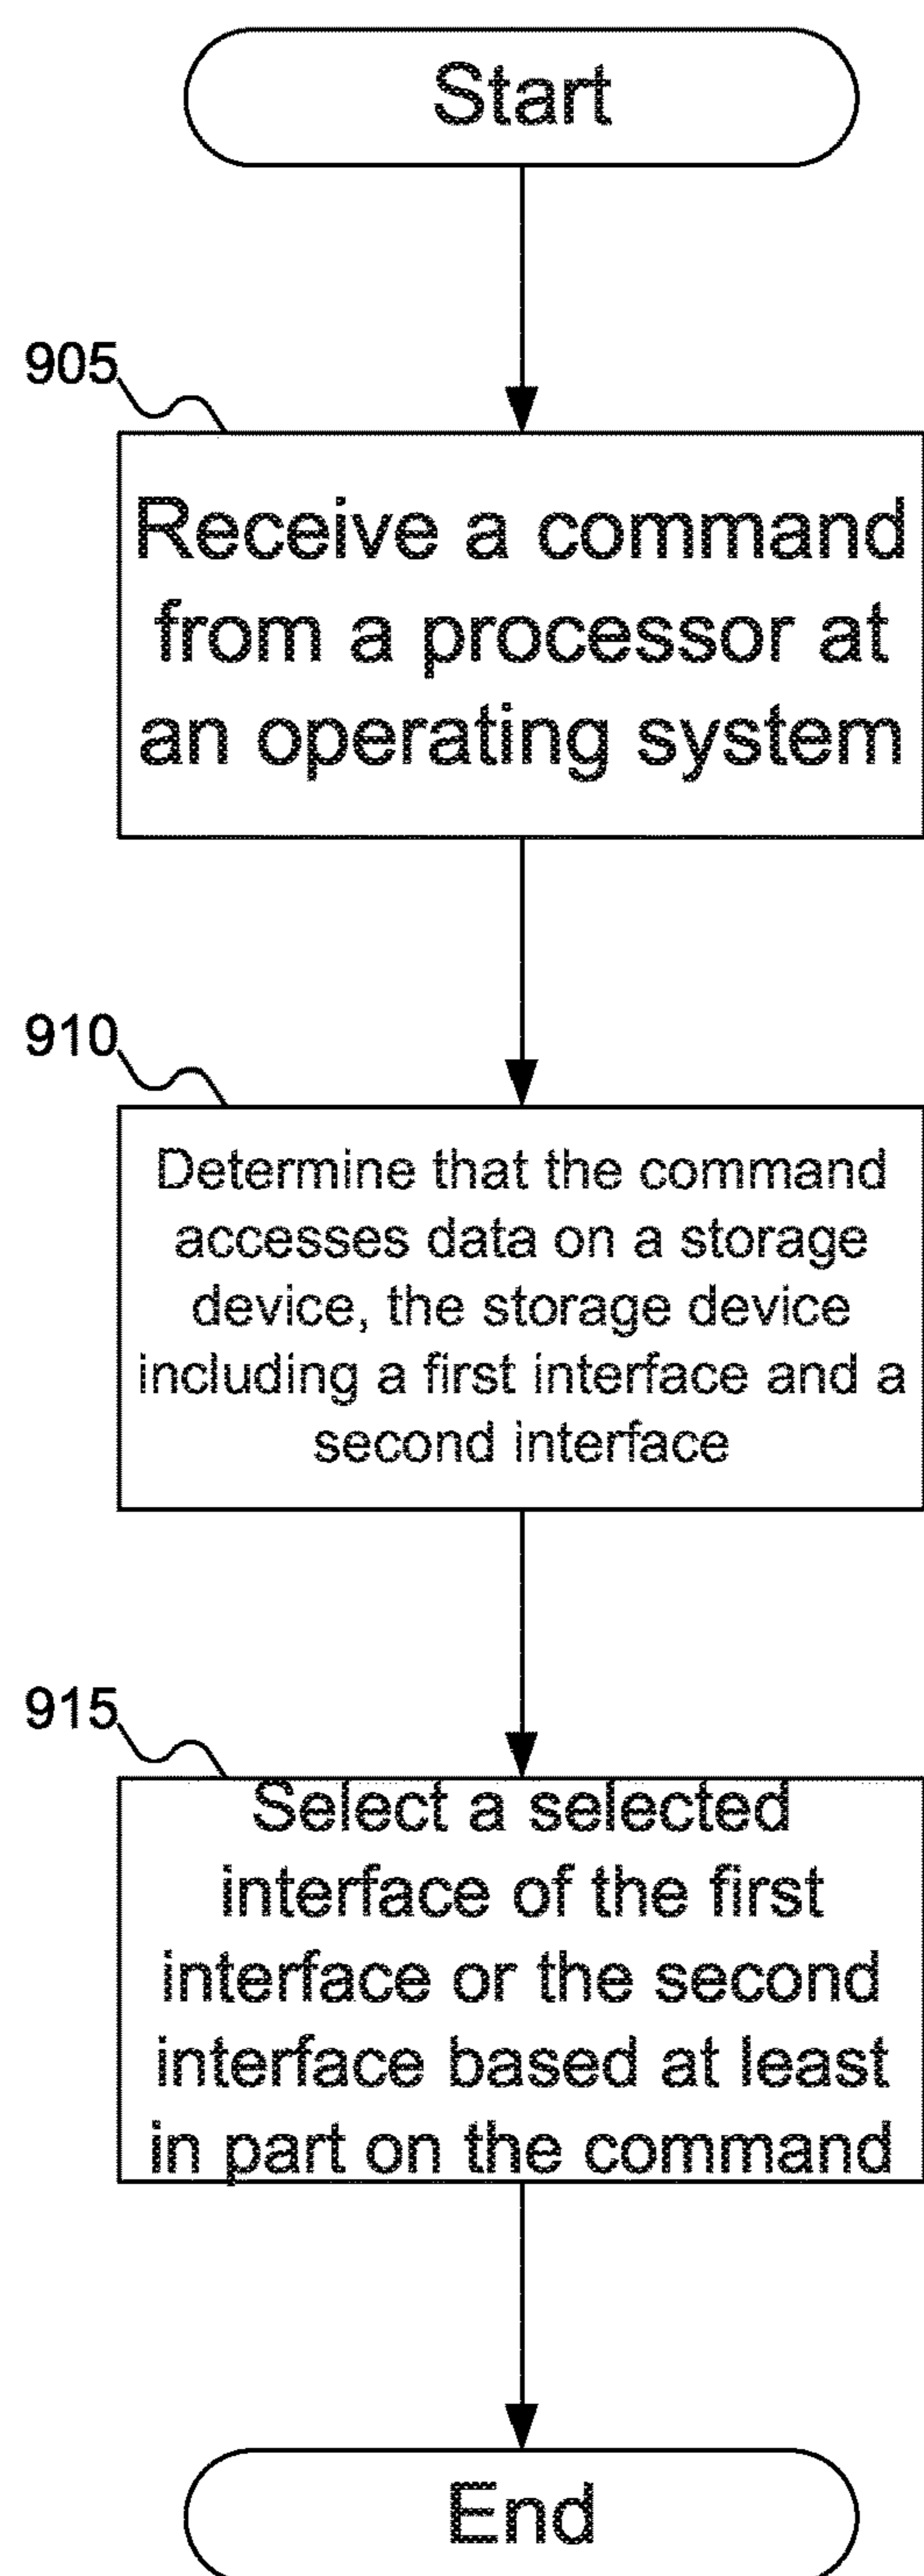 Start
905
Receive a command
from a processor at
an operating system
910
Determine that the command
accesses data on a storage
device, the storage device
including a first interface and a
second interface
915
Select a selected
interface of the first
interface or the second
interface based at least
in part on the command
End